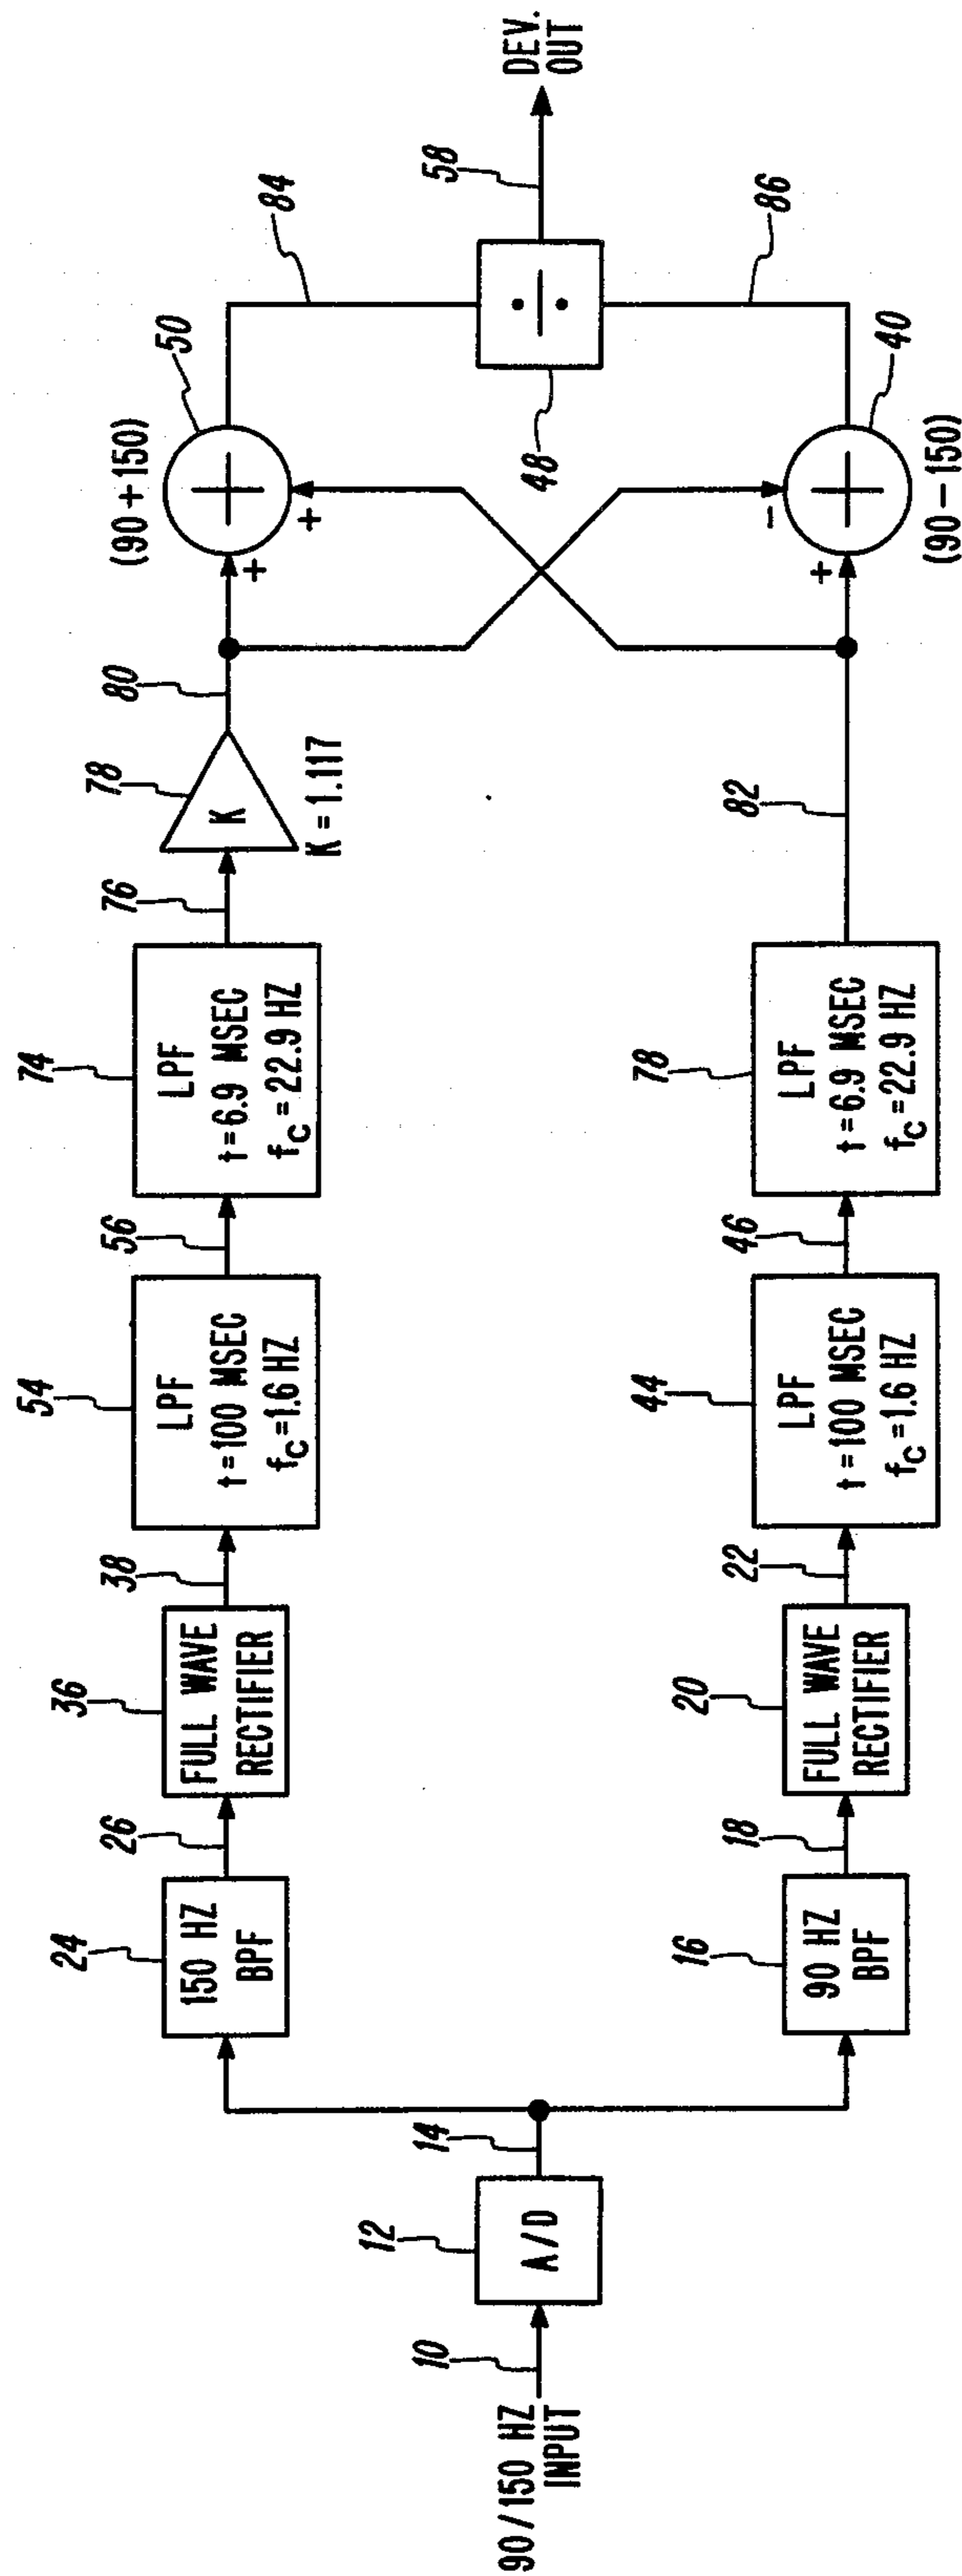 90/150 HZ
INPUT
10
12
A/D
14
24
150 HZ
BPF
26
36
FULL WAVE
RECTIFIER
38
54
LPF
t=100 MSEC
fc=1.6 HZ
56
74
LPF
t=6.9 MSEC
fc=22.9 HZ
76
78
K
K=1.117
80
(90+150)
50
+
+
84
16
90 HZ
BPF
18
20
FULL WAVE
RECTIFIER
22
44
LPF
t=100 MSEC
fc=1.6 HZ
46
78
LPF
t=6.9 MSEC
fc=22.9 HZ
82
+
-
40
(90-150)
86
48
÷
58
DEV.
OUT